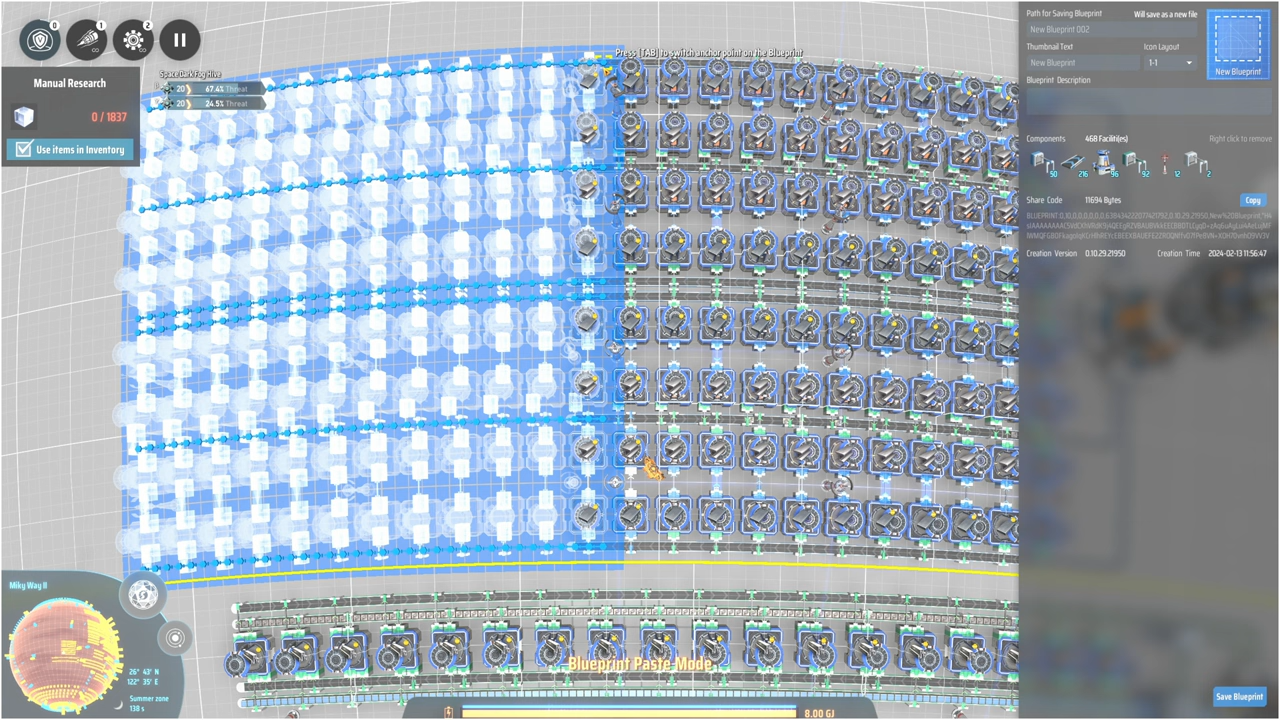 0
1
2
Manual Research
0 / 1837
Use items in Inventory
Space Dark Fog Hive
20 67.4% Threat
20 24.5% Threat
Press [TAB] to switch anchor point on the Blueprint
Path for Saving Blueprint Will save as a new file
New Blueprint 002
Thumbnail Text Icon Layout
New Blueprint 1-1
New Blueprint
Blueprint Description
Components 468 Facilit(ies) Right click to remove
50 216 96 92 12 2
Share Code 11694 Bytes Copy
Creation Version 0.10.29.21950 Creation Time 2024-02-13 11:56:47
Miky Way II
26° 43' N
122° 35' E
Summer zone
138 s
Blueprint Paste Mode
8.00 GJ
Save Blueprint